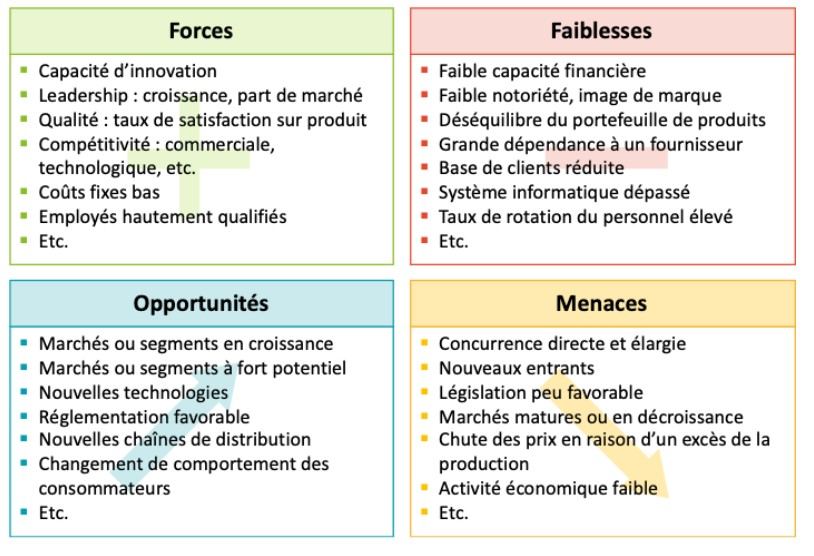 Forces
Capacité d’innovation
Leadership : croissance, part de marché
Qualité : taux de satisfaction sur produit
Compétitivité : commerciale,
technologique, etc.
Coûts fixes bas
Employés hautement qualifiés
Etc.
Faiblesses
Faible capacité financière
Faible notoriété, image de marque
Déséquilibre du portefeuille de produits
Grande dépendance à un fournisseur
Base de clients réduite
Système informatique dépassé
Taux de rotation du personnel élevé
Etc.
Opportunités
Marchés ou segments en croissance
Marchés ou segments à fort potentiel
Nouvelles technologies
Réglementation favorable
Nouvelles chaînes de distribution
Changement de comportement des
consommateurs
Etc.
Menaces
Concurrence directe et élargie
Nouveaux entrants
Législation peu favorable
Marchés matures ou en décroissance
Chute des prix en raison d’un excès de la
production
Activité économique faible
Etc.